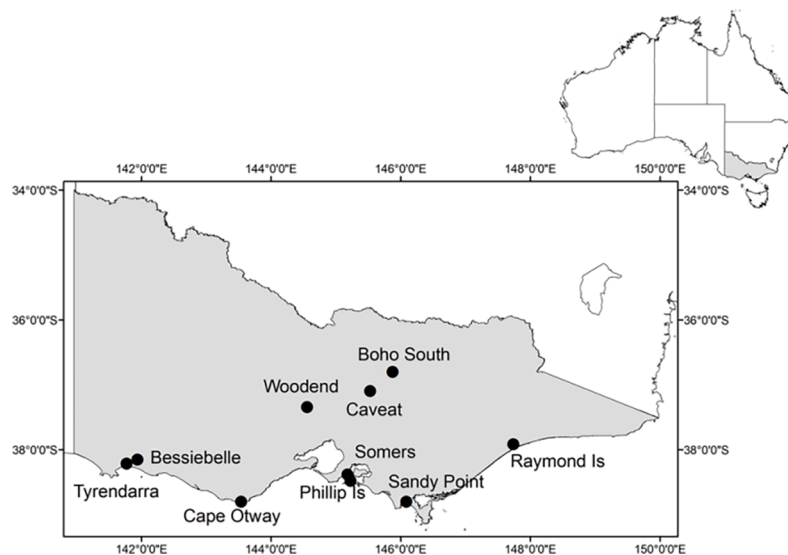 142°0'0"E 144°0'0"E 146°0'0"E 148°0'0"E 150°0'0"E
34°0'0"S 34°0'0"S
36°0'0"S 36°0'0"S
Boho South
Woodend
Caveat
38°0'0"S 38°0'0"S
Somers
Bessiebelle
Raymond Is
Sandy Point
Tyrendarra
Phillip Is
Cape Otway
142°0'0"E 144°0'0"E 146°0'0"E 148°0'0"E 150°0'0"E